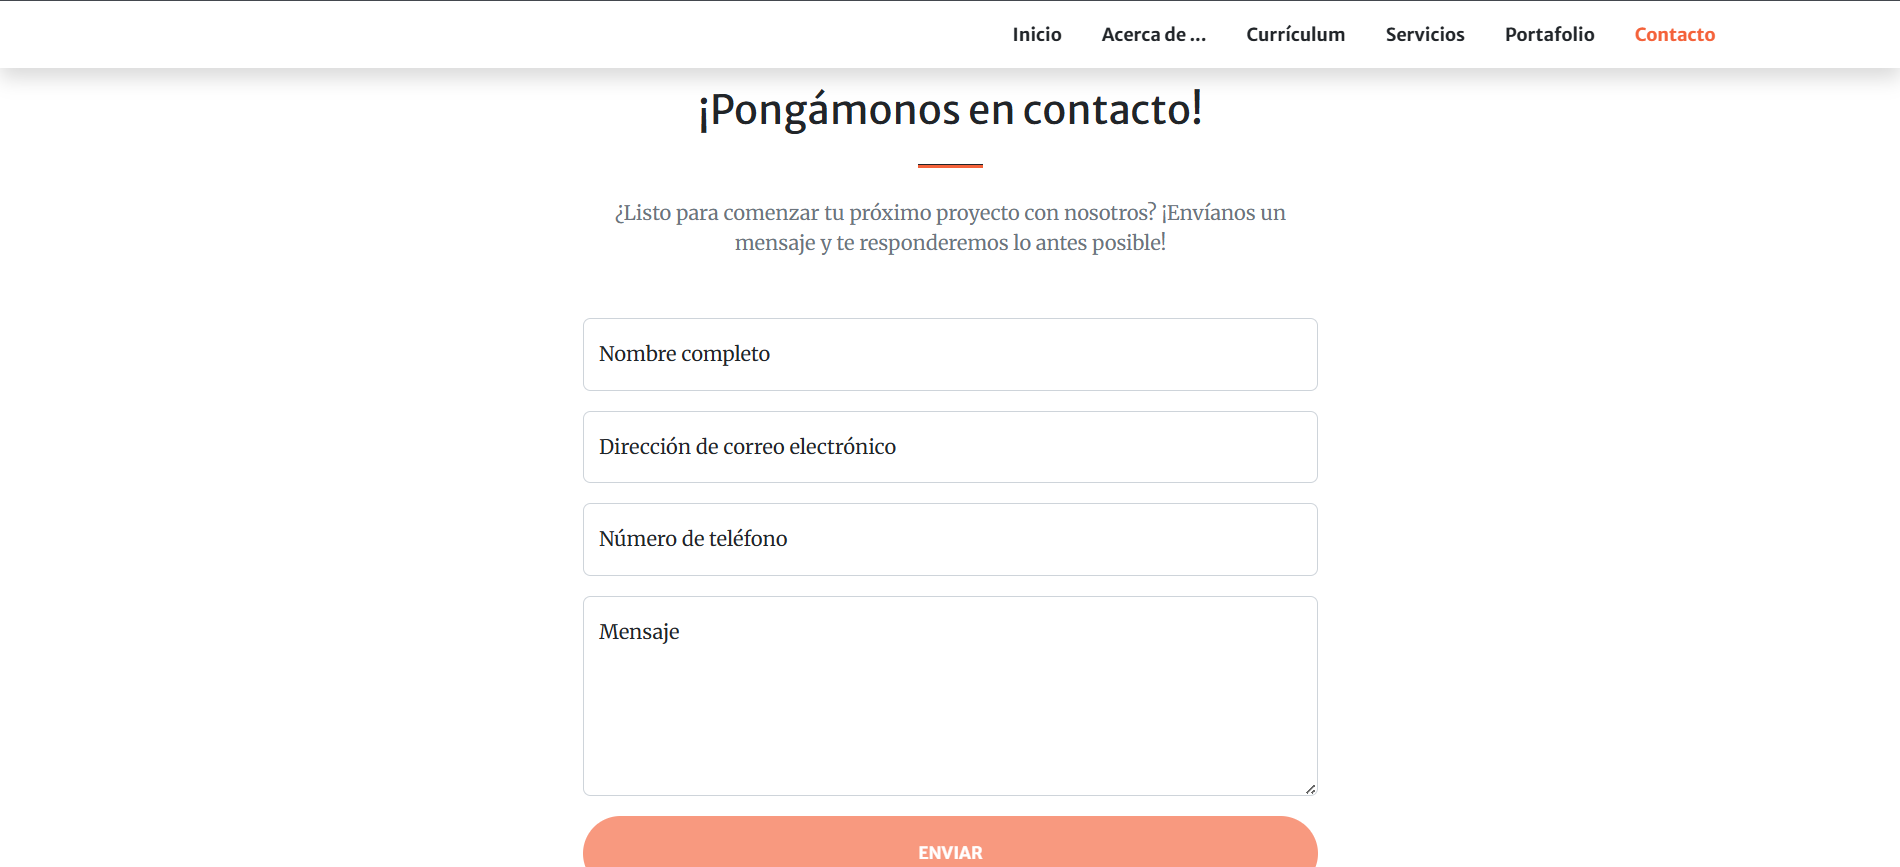 Inicio Acerca de ... Currículum Servicios Portafolio Contacto
¡Pongámonos en contacto!
¿Listo para comenzar tu próximo proyecto con nosotros? ¡Envíanos un
mensaje y te responderemos lo antes posible!
Nombre completo
Dirección de correo electrónico
Número de teléfono
Mensaje
ENVIAR